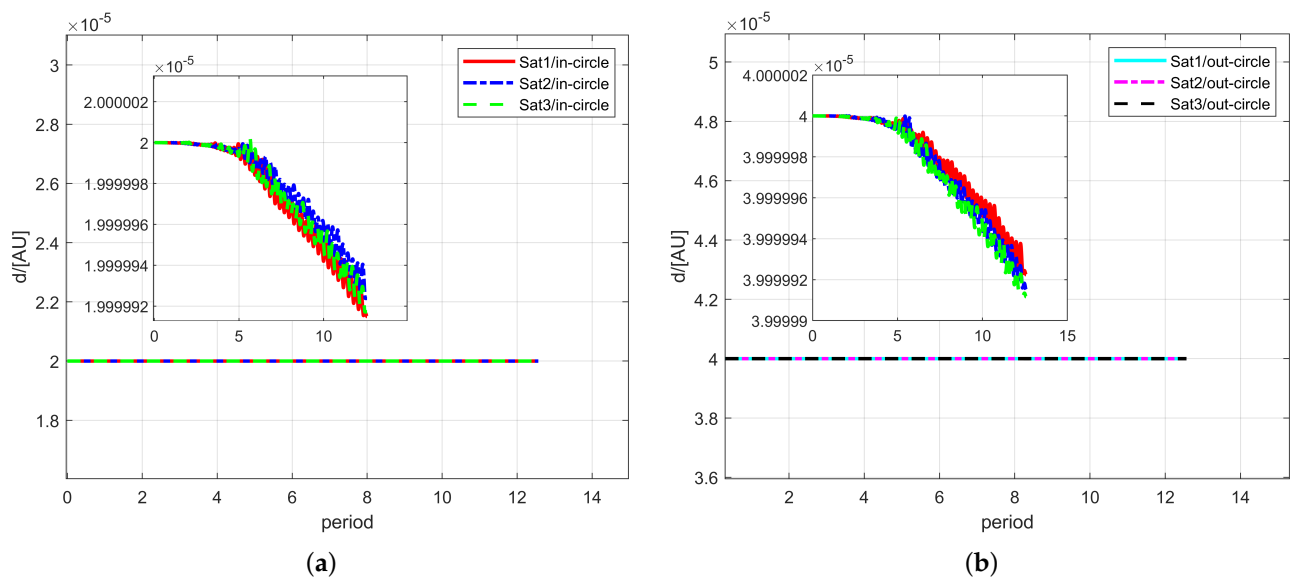 ×10⁻⁵
Sat1/in-circle
Sat2/in-circle
Sat3/in-circle
×10⁻⁵
2.000002
2
1.999998
1.999996
1.999994
1.999992
0 5 10
3
2.8
2.6
2.4
2.2
2
1.8
d/[AU]
0 2 4 6 8 10 12 14
period
(a)
×10⁻⁵
Sat1/out-circle
Sat2/out-circle
Sat3/out-circle
×10⁻⁵
4.000002
4
3.999998
3.999996
3.999994
3.999992
3.99999
0 5 10 15
5
4.8
4.6
4.4
4.2
4
3.8
3.6
d/[AU]
2 4 6 8 10 12 14
period
(b)